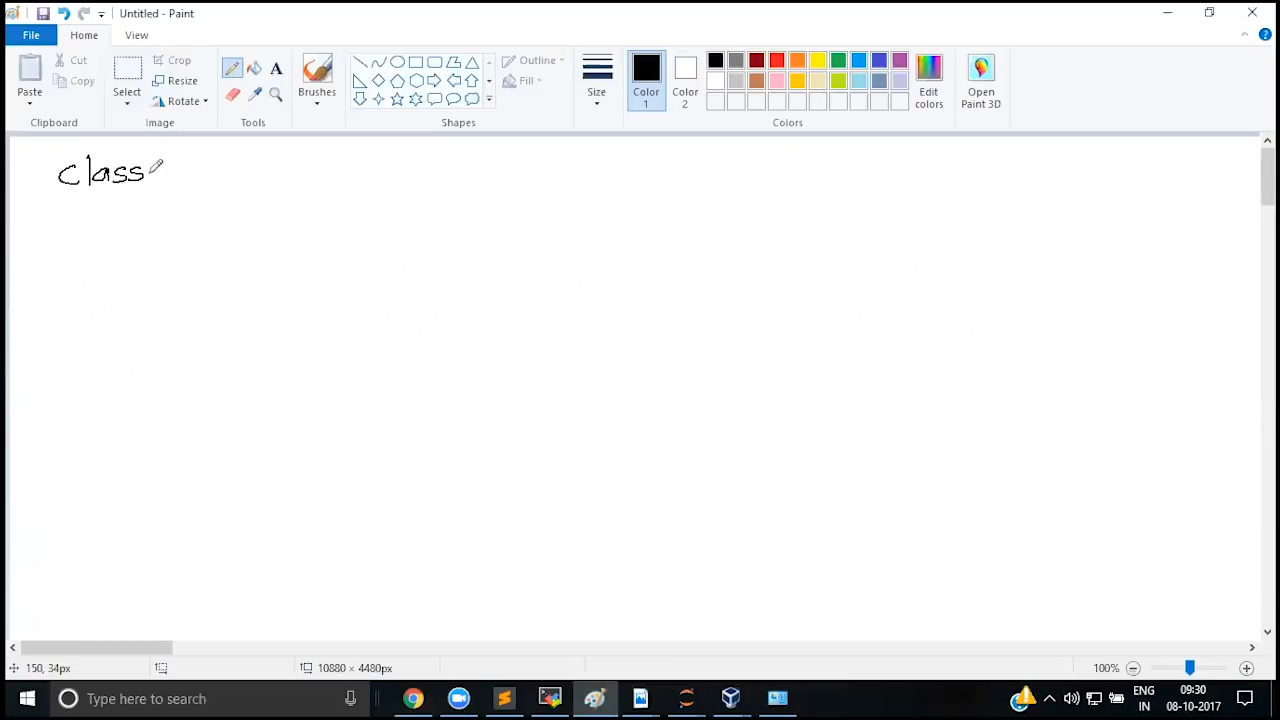 Untitled - Paint
File Home View
Paste
Cut
Copy
Clipboard
Select
Crop
Resize
Rotate
Image
A
Tools
Brushes
Outline
Fill
Shapes
Size
Color 1
Color 2
Edit colors
Colors
Open Paint 3D
class
150, 34px
10880 × 4480px
100%
Type here to search
ENG
IN
09:30
08-10-2017